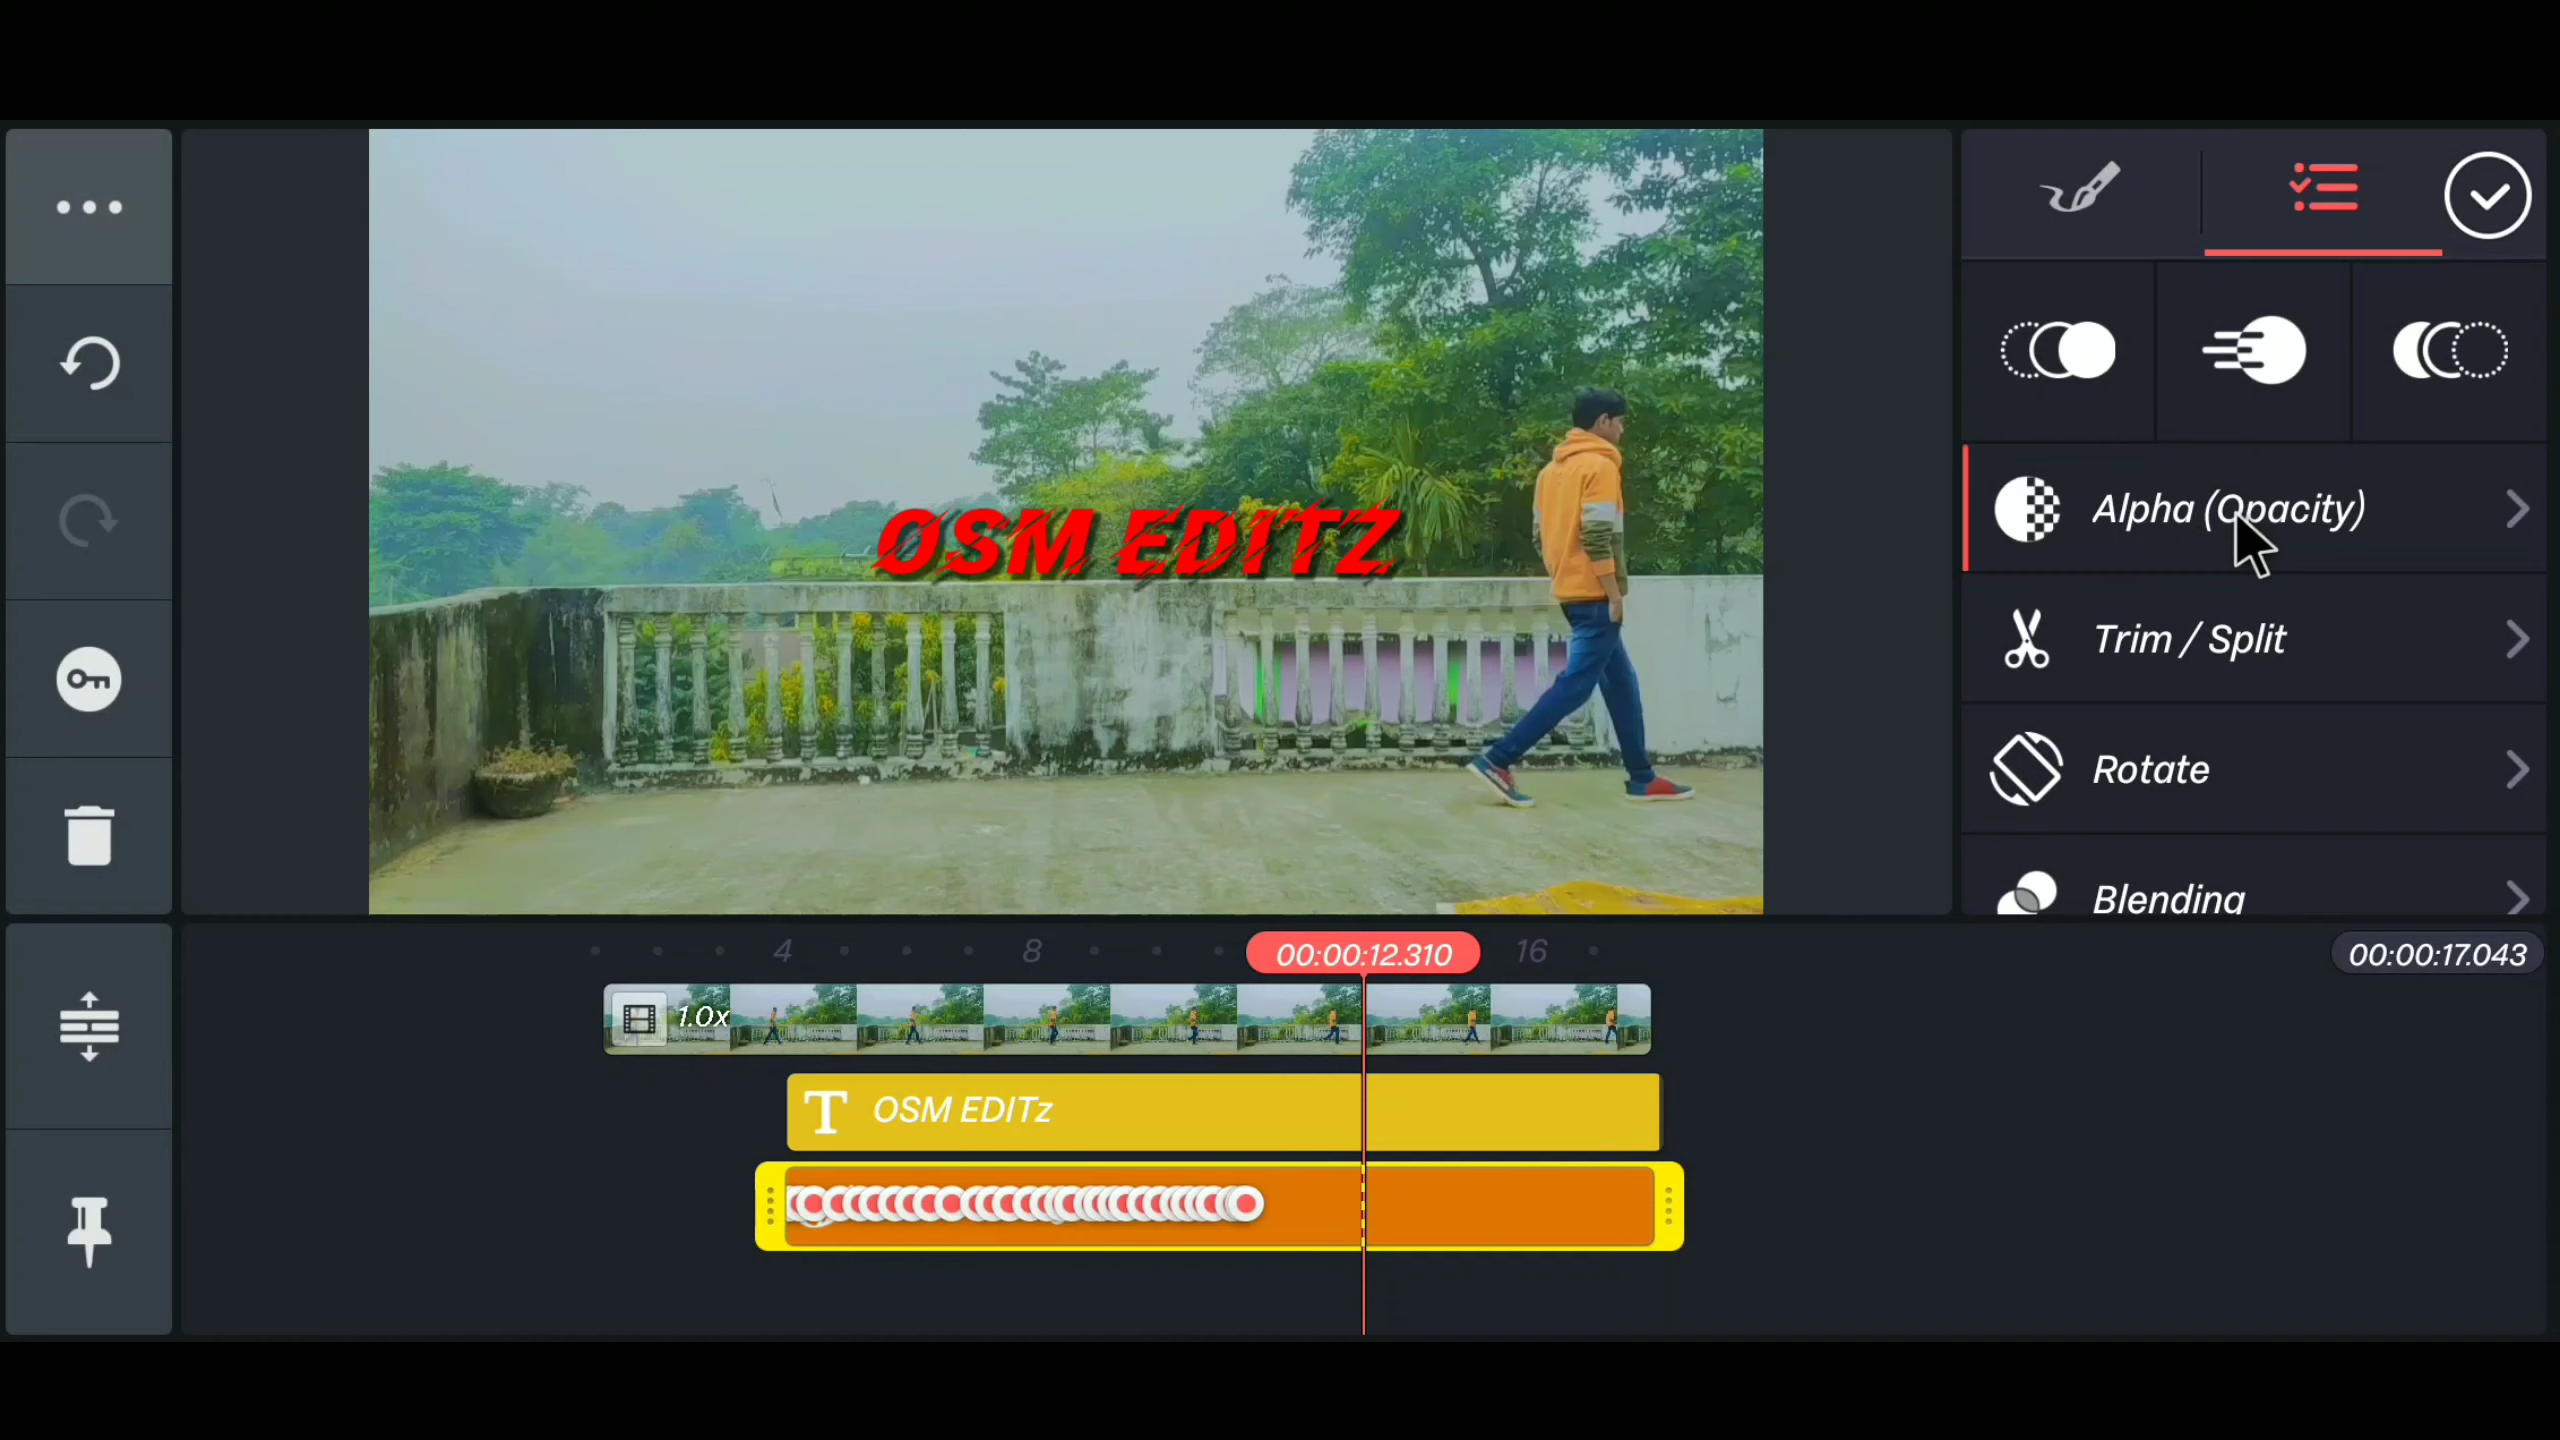 OSM EDITZ
Alpha (Opacity)
Trim / Split
Rotate
Blending
4
8
00:00:12.310
16
00:00:17.043
1.0x
OSM EDITz